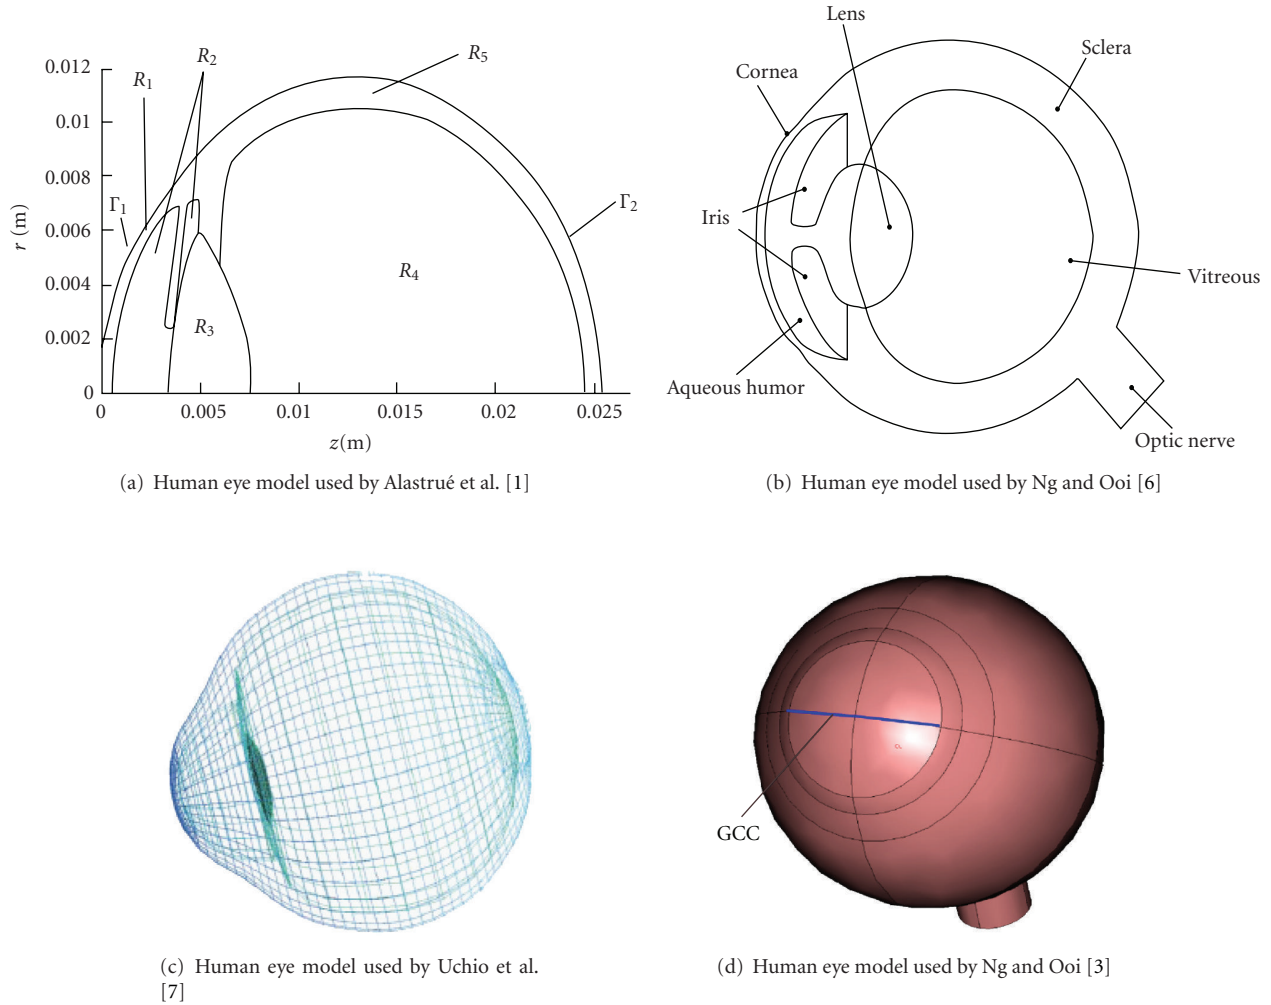 0.012
0.01
0.008
0.006
0.004
0.002
0
r (m)
R1
R2
R5
Γ1
Γ2
R4
R3
0 0.005 0.01 0.015 0.02 0.025
z(m)
(a) Human eye model used by Alastrué et al. [1]
Lens
Sclera
Cornea
Iris
Vitreous
Aqueous humor
Optic nerve
(b) Human eye model used by Ng and Ooi [6]
(c) Human eye model used by Uchio et al.
[7]
GCC
(d) Human eye model used by Ng and Ooi [3]